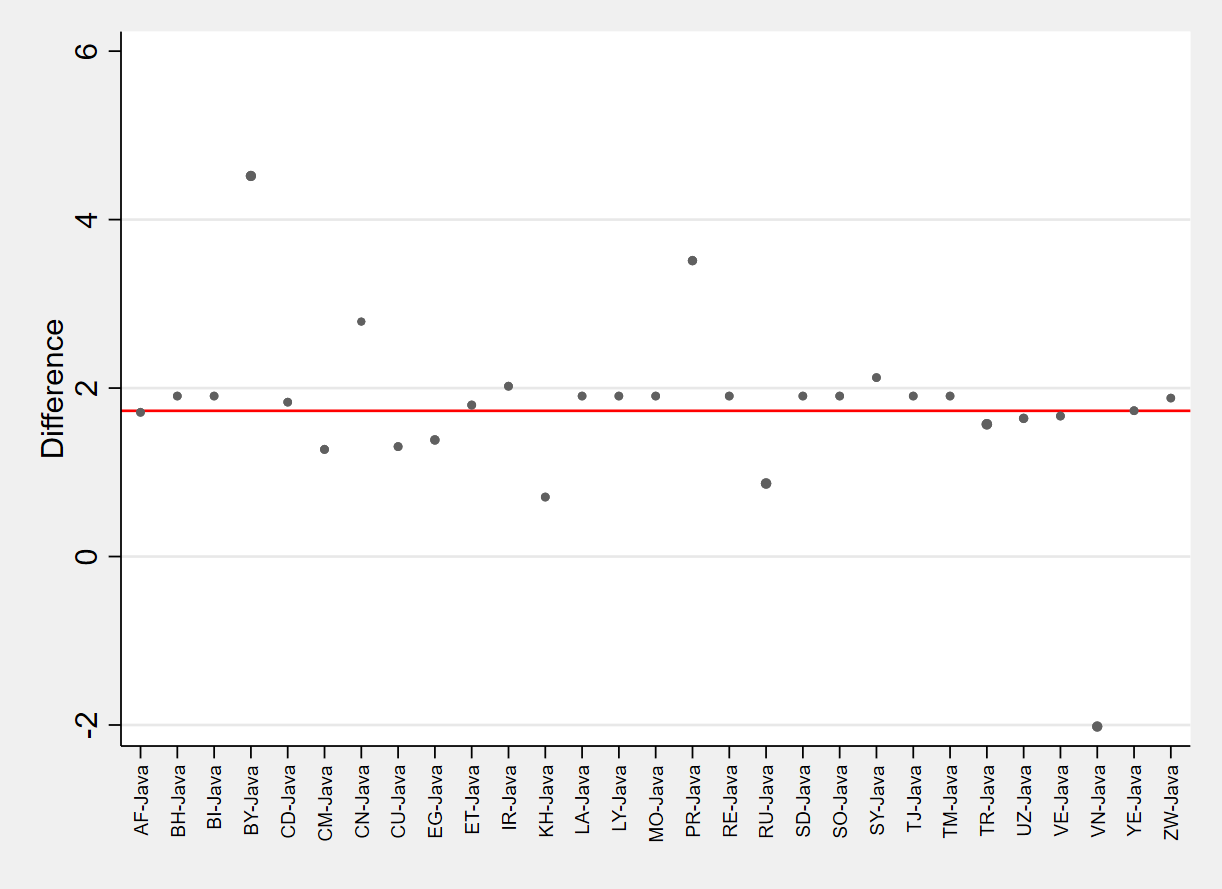 Difference
6
4
2
0
-2
AF-Java
BH-Java
BI-Java
BY-Java
CD-Java
CM-Java
CN-Java
CU-Java
EG-Java
ET-Java
IR-Java
KH-Java
LA-Java
LY-Java
MO-Java
PR-Java
RE-Java
RU-Java
SD-Java
SO-Java
SY-Java
TJ-Java
TM-Java
TR-Java
UZ-Java
VE-Java
VN-Java
YE-Java
ZW-Java